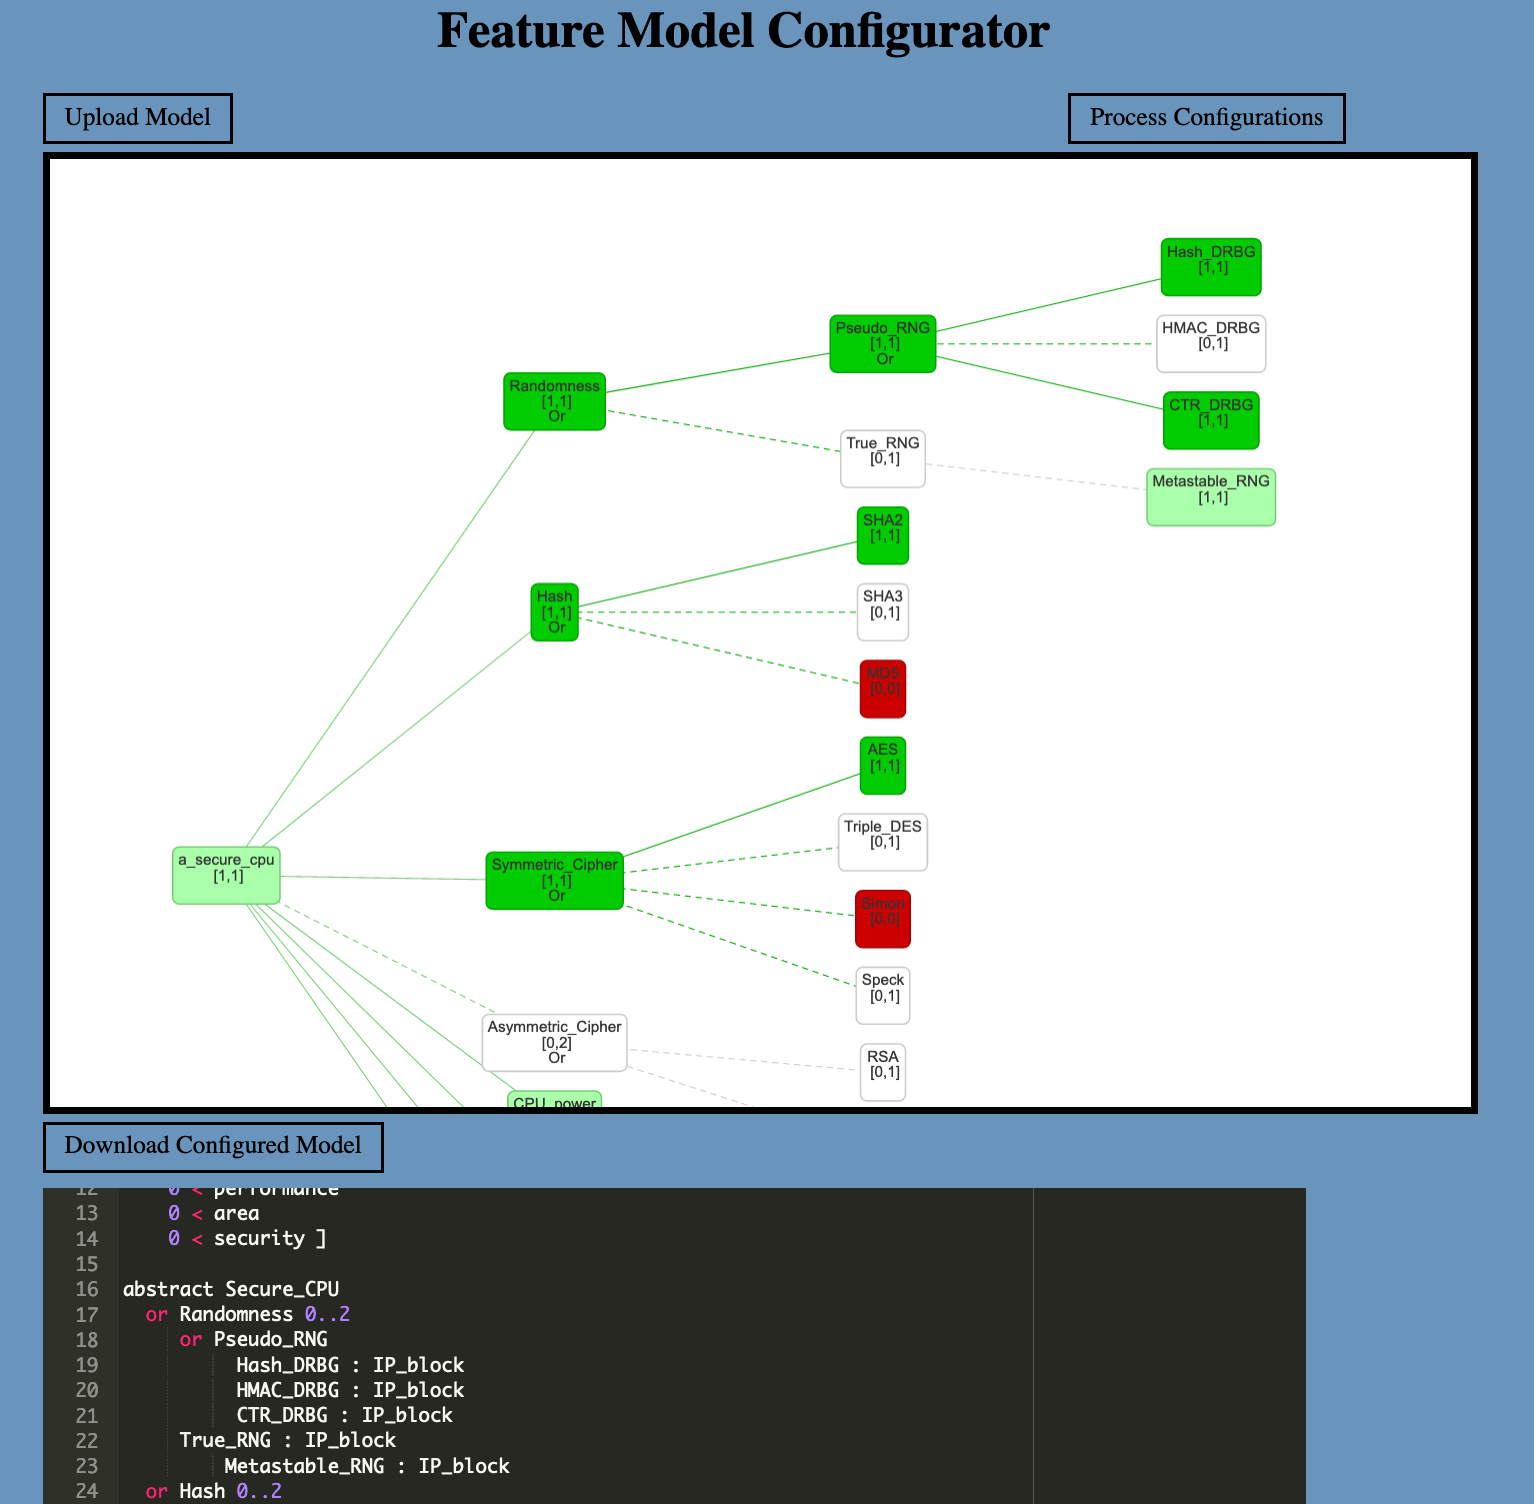 Feature Model Configurator
Upload Model
Process Configurations
Hash_DRBG
[1,1]
Pseudo_RNG
[1,1]
Or
HMAC_DRBG
[0,1]
Randomness
[1,1]
Or
CTR_DRBG
[1,1]
True_RNG
[0,1]
Metastable_RNG
[1,1]
SHA2
[1,1]
Hash
[1,1]
Or
SHA3
[0,1]
MD5
[0,0]
AES
[1,1]
Triple_DES
[0,1]
a_secure_cpu
[1,1]
Symmetric_Cipher
[1,1]
Or
Simon
[0,0]
Speck
[0,1]
Asymmetric_Cipher
[0,2]
Or
RSA
[0,1]
CPU_power
Download Configured Model
12 0 < performance
13 0 < area
14 0 < security ]
15
16 abstract Secure_CPU
17 or Randomness 0..2
18 or Pseudo_RNG
19 Hash_DRBG : IP_block
20 HMAC_DRBG : IP_block
21 CTR_DRBG : IP_block
22 True_RNG : IP_block
23 Metastable_RNG : IP_block
24 or Hash 0..2